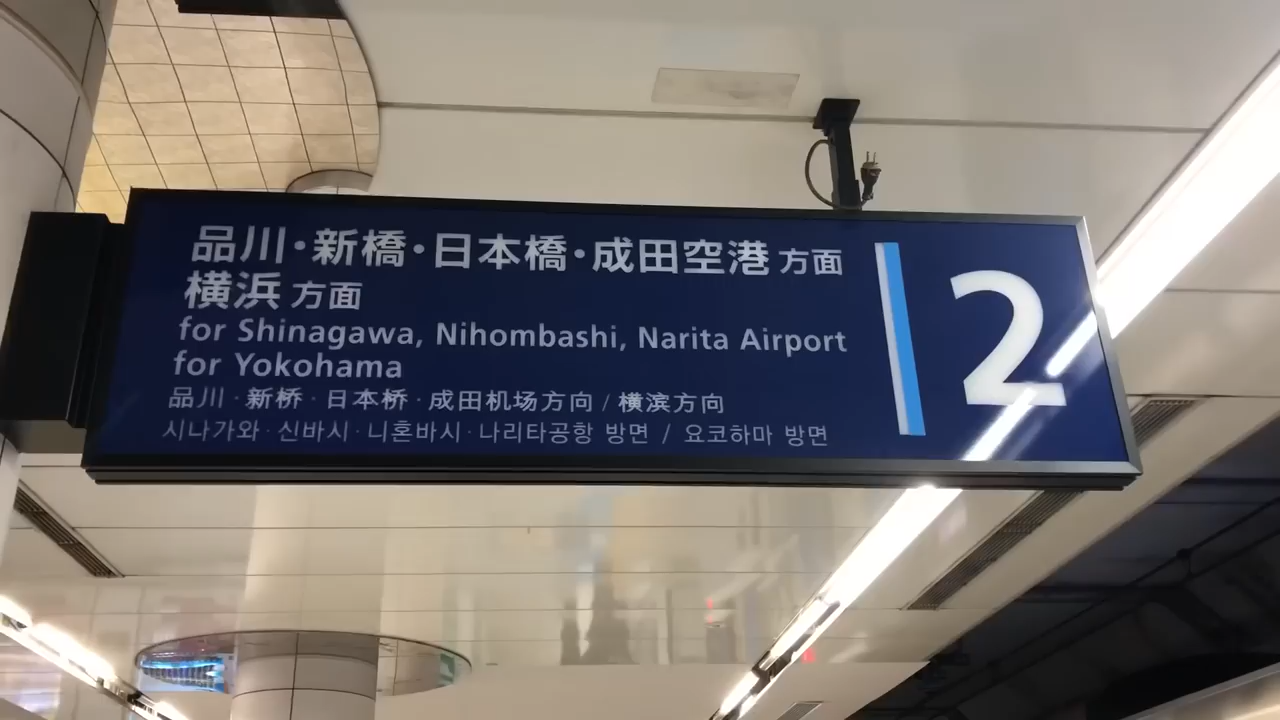 品川・新橋・日本橋・成田空港 方面
横浜 方面
for Shinagawa, Nihombashi, Narita Airport
for Yokohama
品川 · 新桥 · 日本桥 · 成田机场方向 / 横滨方向
시나가와 · 신바시 · 니혼바시 · 나리타공항 방면 / 요코하마 방면
2